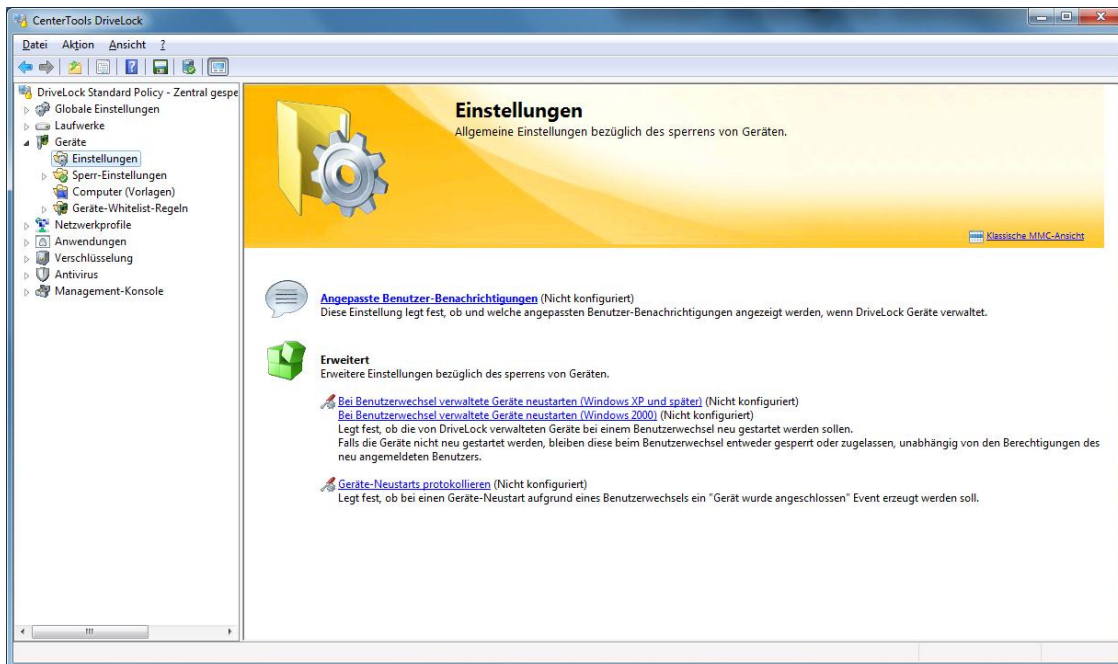 CenterTools DriveLock
Datei Aktion Ansicht ?
DriveLock Standard Policy - Zentral gespe
Globale Einstellungen
Laufwerke
Geräte
Einstellungen
Sperr-Einstellungen
Computer (Vorlagen)
Geräte-Whitelist-Regeln
Netzwerkprofile
Anwendungen
Verschlüsselung
Antivirus
Management-Konsole
Einstellungen
Allgemeine Einstellungen bezüglich des sperrens von Geräten.
Klassische MMC-Ansicht
Angepasste Benutzer-Benachrichtigungen (Nicht konfiguriert)
Diese Einstellung legt fest, ob und welche angepassten Benutzer-Benachrichtigungen angezeigt werden, wenn DriveLock Geräte verwaltet.
Erweitert
Erweitere Einstellungen bezüglich des sperrens von Geräten.
Bei Benutzerwechsel verwaltete Geräte neustarten (Windows XP und später) (Nicht konfiguriert)
Bei Benutzerwechsel verwaltete Geräte neustarten (Windows 2000) (Nicht konfiguriert)
Legt fest, ob die von DriveLock verwalteten Geräte bei einem Benutzerwechsel neu gestartet werden sollen.
Falls die Geräte nicht neu gestartet werden, bleiben diese beim Benutzerwechsel entweder gesperrt oder zugelassen, unabhängig von den Berechtigungen des
neu angemeldeten Benutzers.
Geräte-Neustarts protokollieren (Nicht konfiguriert)
Legt fest, ob bei einen Geräte-Neustart aufgrund eines Benutzerwechsels ein "Gerät wurde angeschlossen" Event erzeugt werden soll.